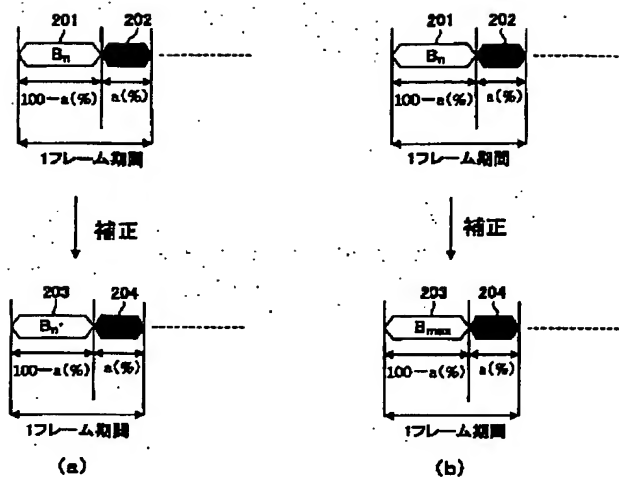 201 202
Bn
100-a(%) a(%)
1フレーム期間
補正
203 204
Bn'
100-a(%) a(%)
1フレーム期間
(a)
201 202
Bn
100-a(%) a(%)
1フレーム期間
補正
203 204
Bmax
100-a(%) a(%)
1フレーム期間
(b)